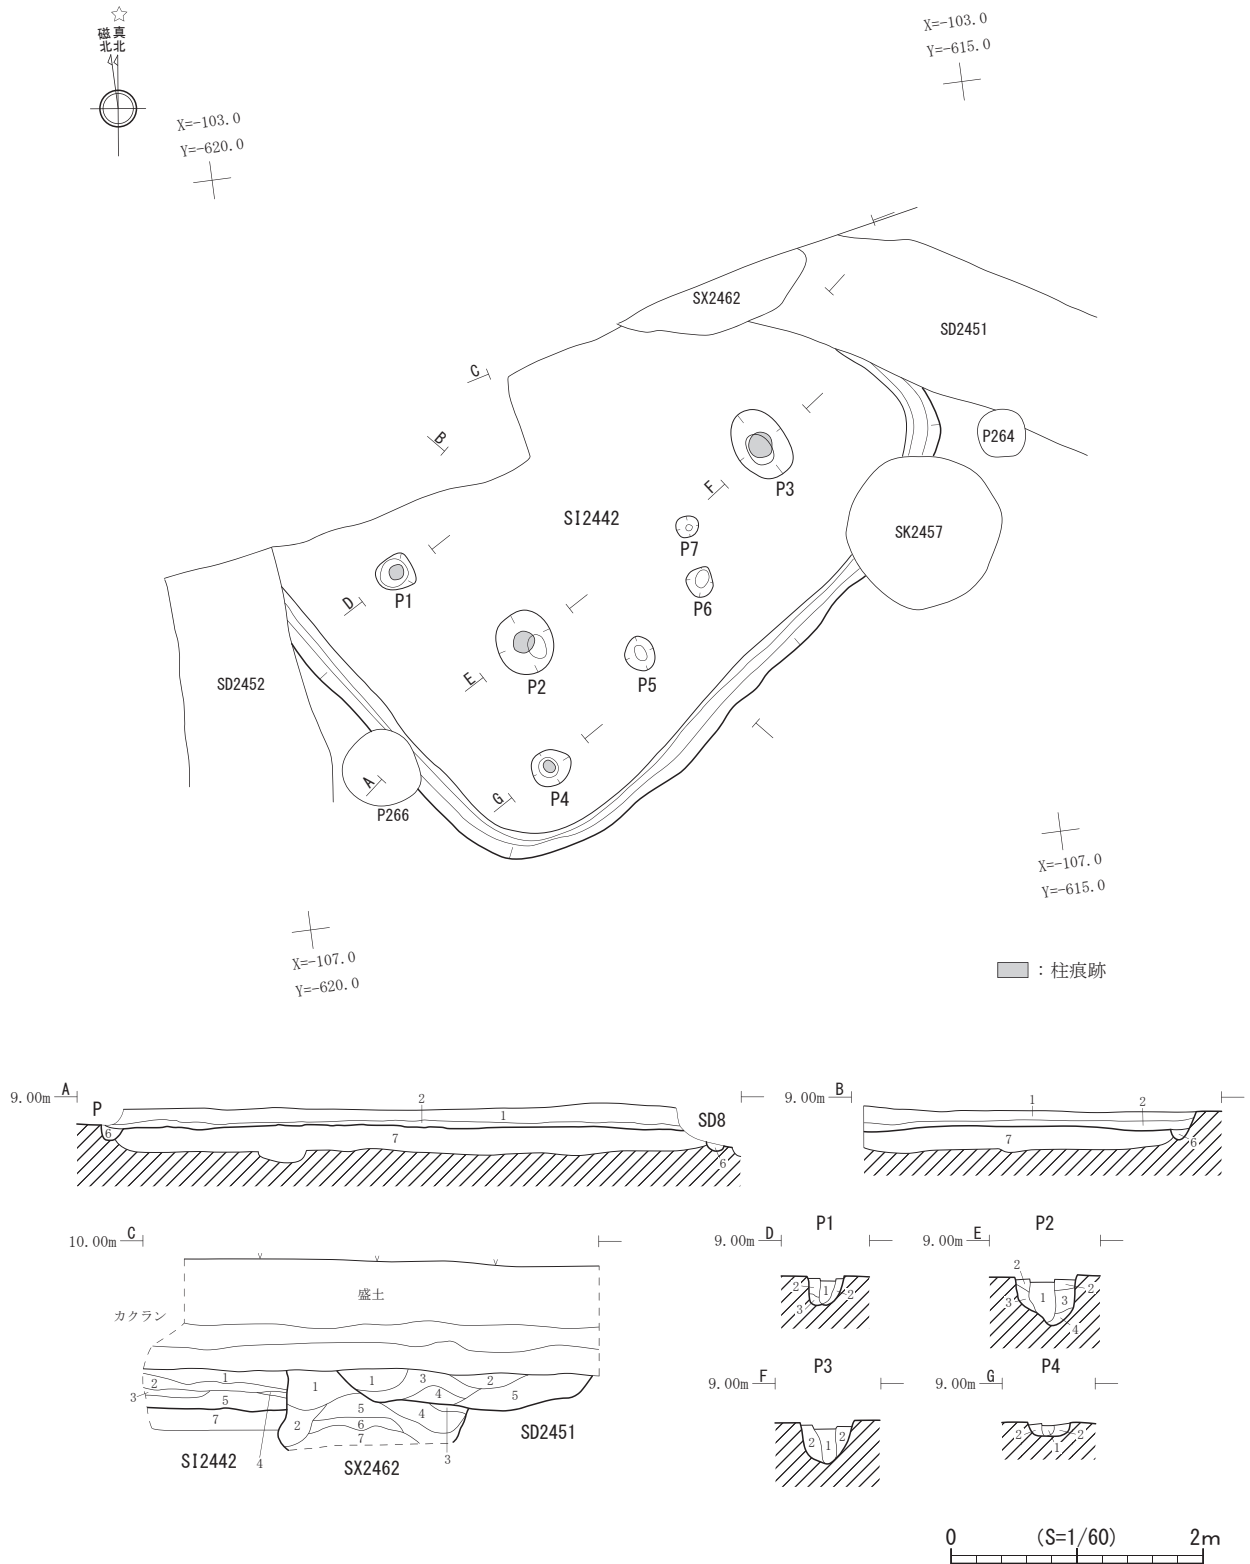 ☆
真北
磁北
X=-103.0
Y=-620.0
X=-103.0
Y=-615.0
SX2462
SD2451
C
B
P264
F
P3
SI2442
SK2457
P7
P6
D
P1
E
P2
P5
SD2452
A
P266
G
P4
X=-107.0
Y=-615.0
X=-107.0
Y=-620.0
：柱痕跡
9.00m A
P
2
1
SD8
6
7
6
9.00m B
1
2
7
6
10.00m C
盛土
カクラン
1
2
3
5
4
7
1
2
5
6
7
4
3
1
3
2
4
5
SI2442
SX2462
SD2451
P1
9.00m D
2
1
2
3
P2
9.00m E
2
1
2
3
3
4
P3
9.00m F
2
1
2
P4
9.00m G
2
1
2
0 (S=1/60) 2m